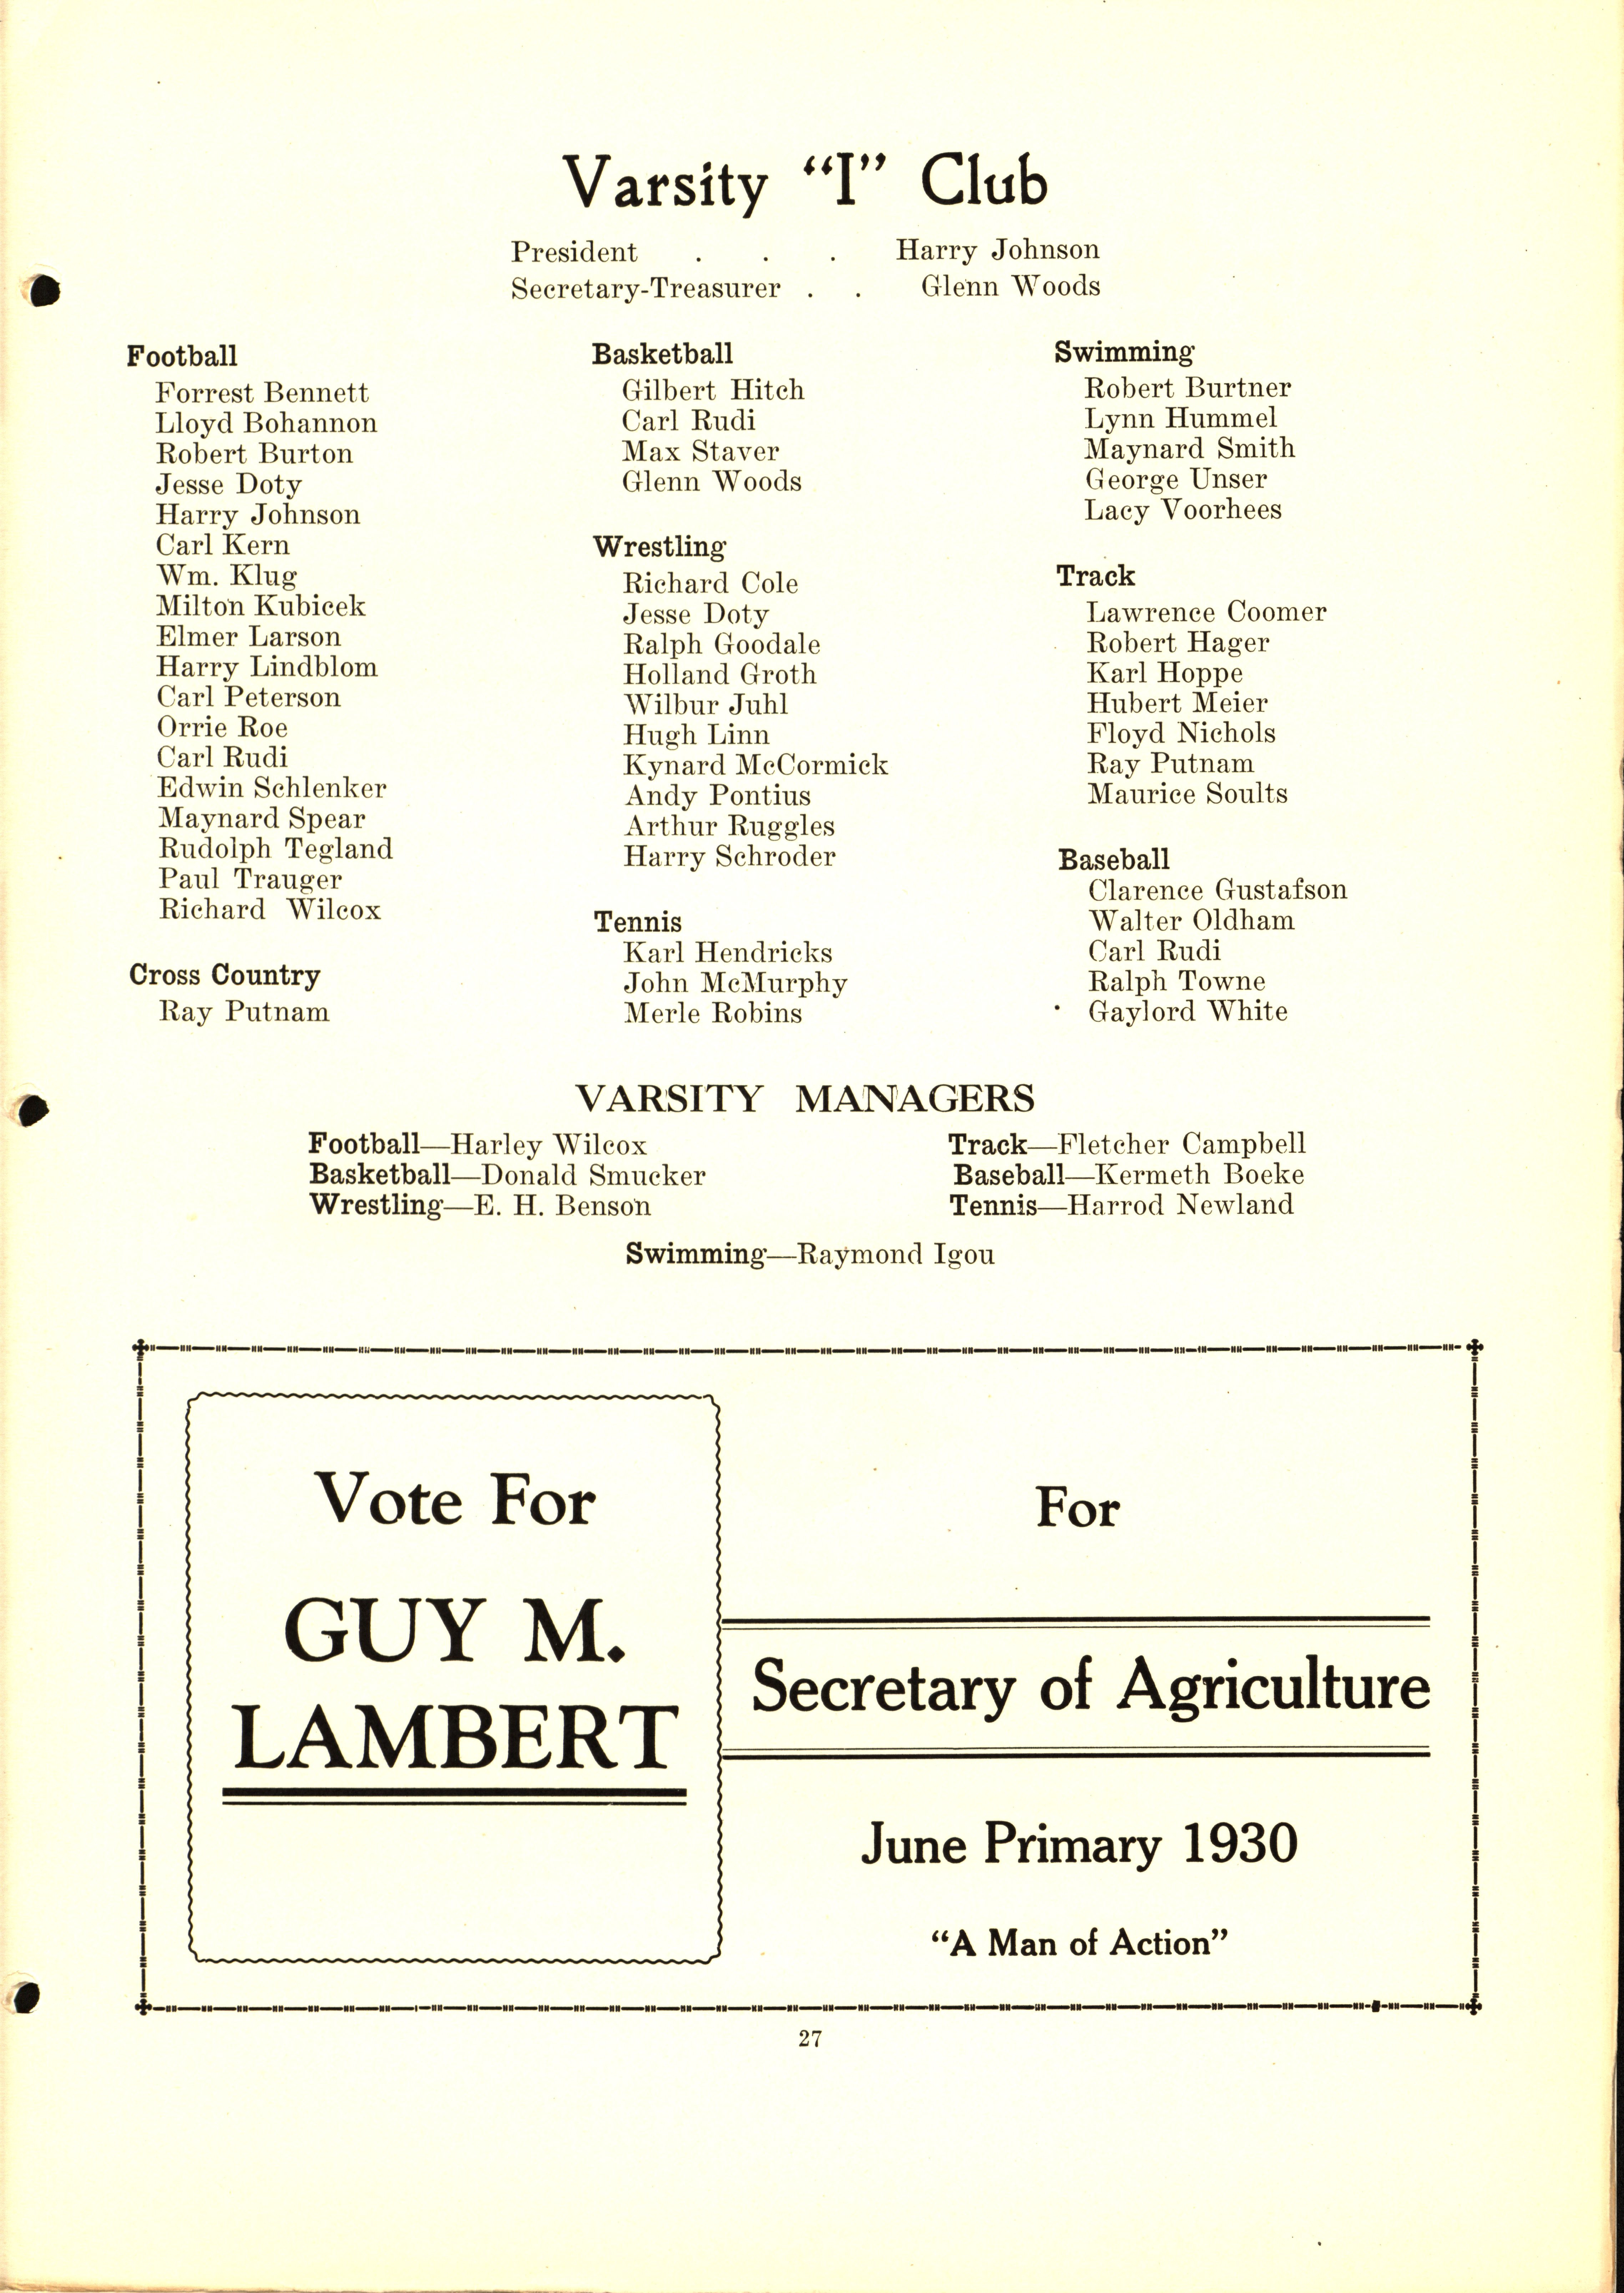 Varsity “I” Club
President . . . Harry Johnson
Secretary-Treasurer . . Glenn Woods
Football
Forrest Bennett
Lloyd Bohannon
Robert Burton
Jesse Doty
Harry Johnson
Carl Kern
Wm. Klug
Milton Kubicek
Elmer Larson
Harry Lindblom
Carl Peterson
Orrie Roe
Carl Rudi
Edwin Schlenker
Maynard Spear
Rudolph Tegland
Paul Trauger
Richard Wilcox
Cross Country
Ray Putnam
Basketball
Gilbert Hitch
Carl Rudi
Max Staver
Glenn Woods
Wrestling
Richard Cole
Jesse Doty
Ralph Goodale
Holland Groth
Wilbur Juhl
Hugh Linn
Kynard McCormick
Andy Pontius
Arthur Ruggles
Harry Schroder
Tennis
Karl Hendricks
John McMurphy
Merle Robins
Swimming
Robert Burtner
Lynn Hummel
Maynard Smith
George Unser
Lacy Voorhees
Track
Lawrence Coomer
Robert Hager
Karl Hoppe
Hubert Meier
Floyd Nichols
Ray Putnam
Maurice Soults
Baseball
Clarence Gustafson
Walter Oldham
Carl Rudi
Ralph Towne
Gaylord White
VARSITY MANAGERS
Football—Harley Wilcox
Basketball—Donald Smucker
Wrestling—E. H. Benson
Track—Fletcher Campbell
Baseball—Kermeth Boeke
Tennis—Harrod Newland
Swimming—Raymond Igou
Vote For
GUY M.
LAMBERT
For
Secretary of Agriculture
June Primary 1930
“A Man of Action”
27